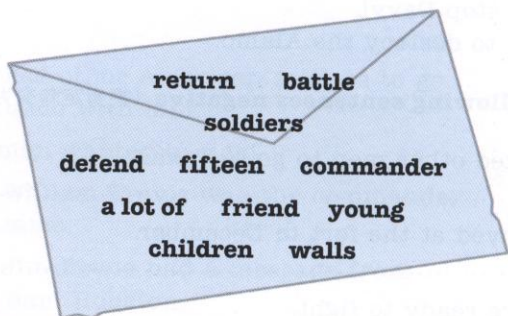 return battle
soldiers
defend fifteen commander
a lot of friend young
children walls